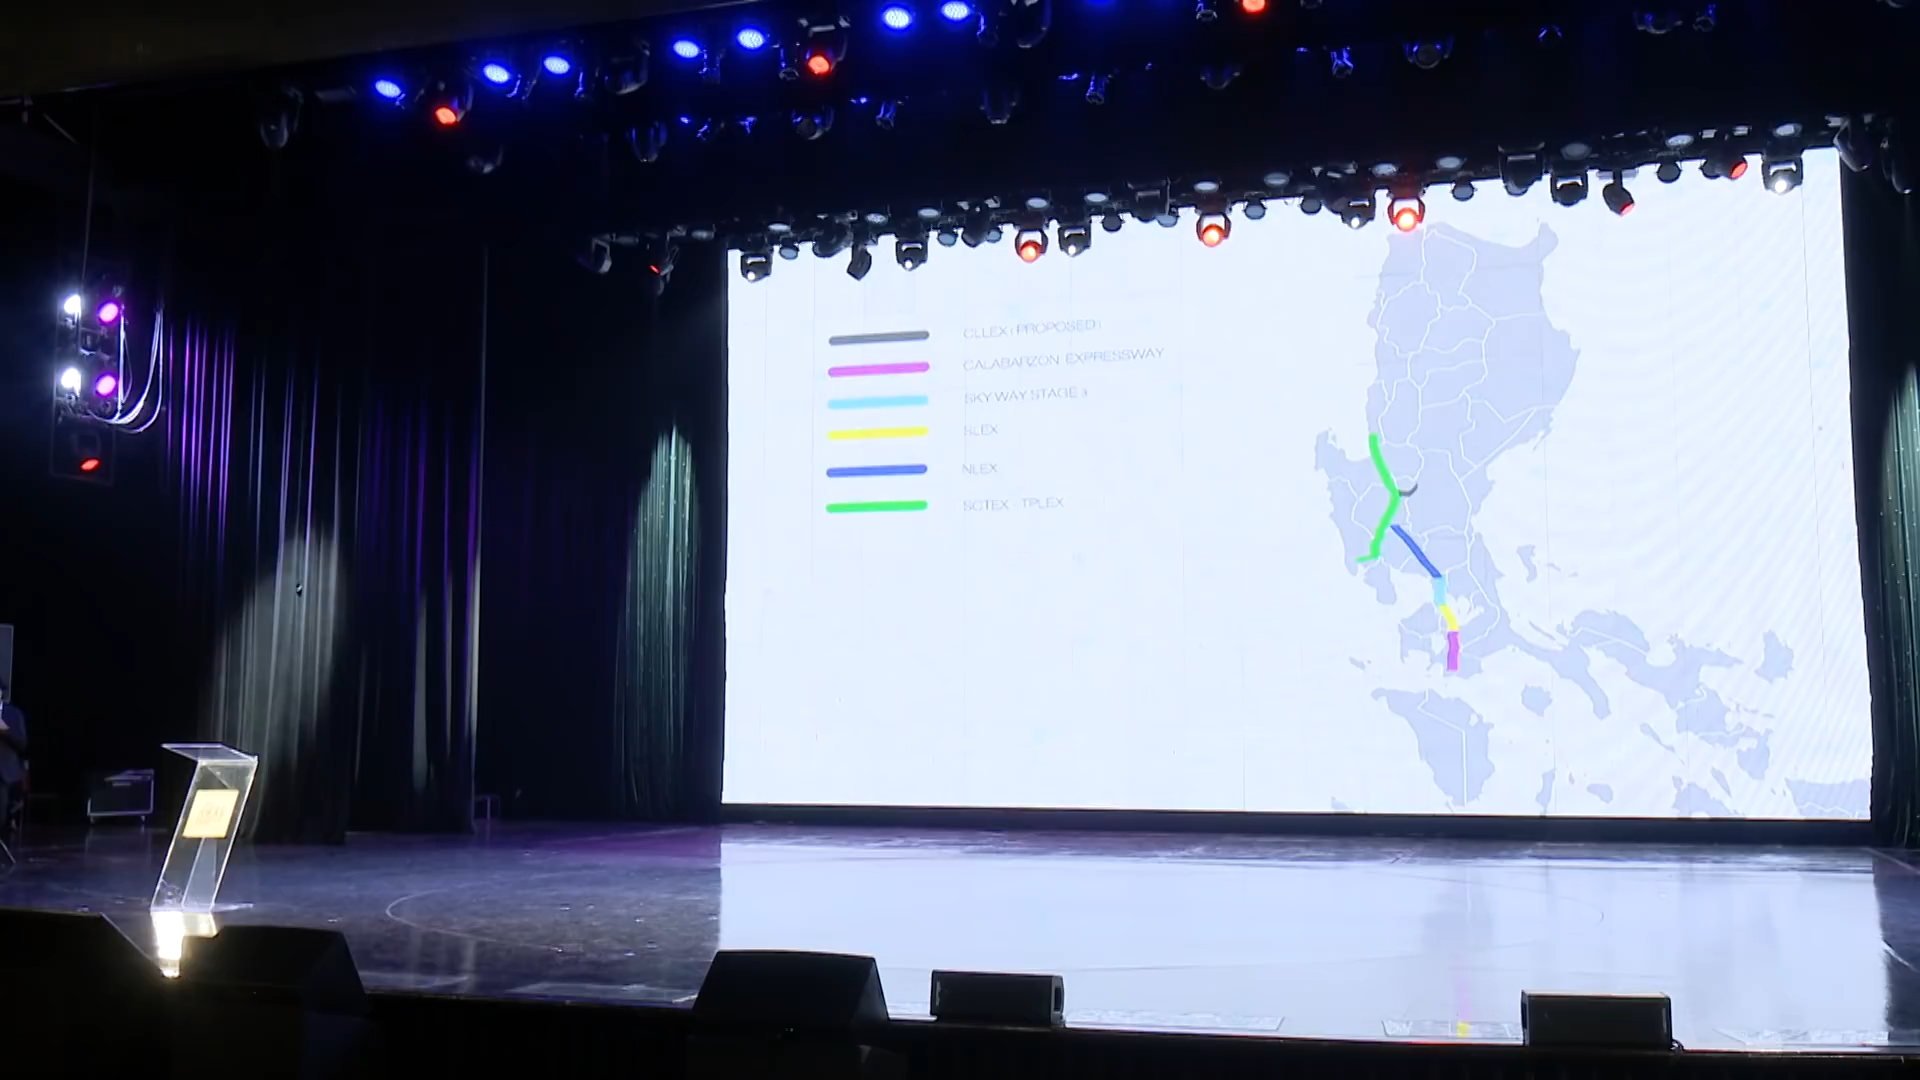 CLLEX (PROPOSED)
CALABARZON EXPRESSWAY
SKYWAY STAGE 3
SLEX
NLEX
SCTEX - TPLEX